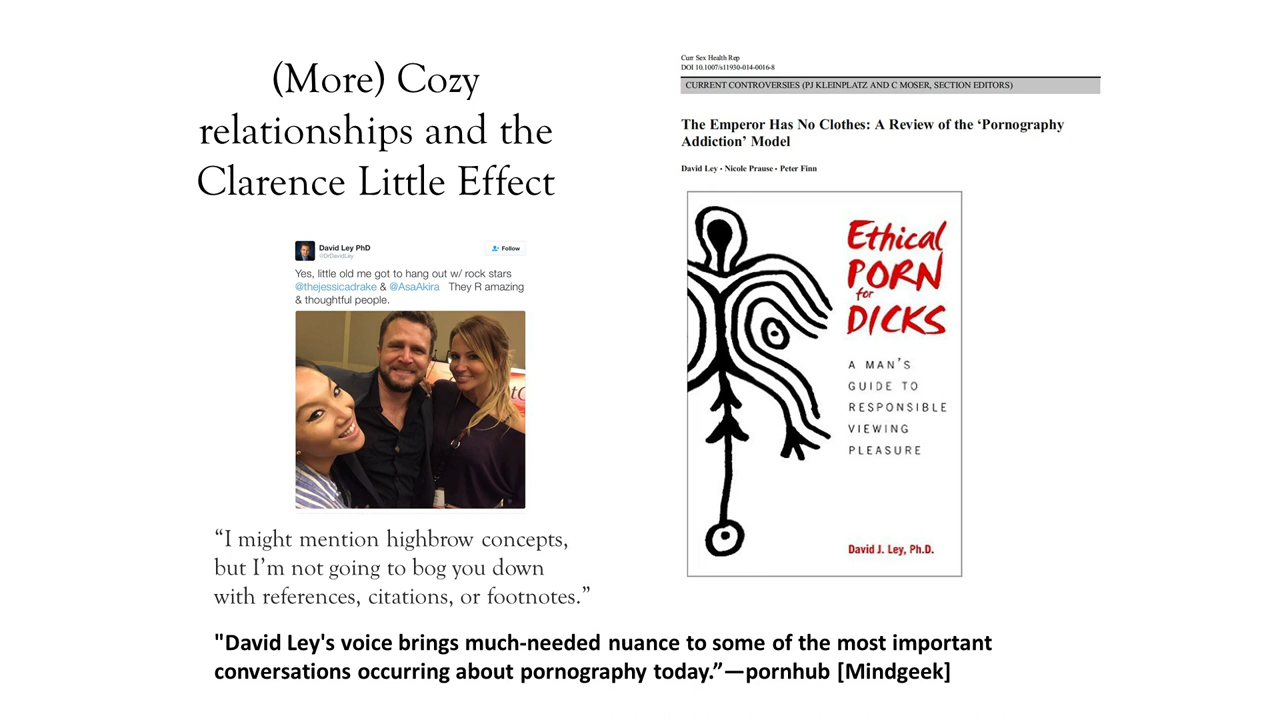 (More) Cozy
relationships and the
Clarence Little Effect
David Ley PhD
@DrDavidLey
Follow
Yes, little old me got to hang out w/ rock stars
@thejessicadrake & @AsaAkira They R amazing
& thoughtful people.
“I might mention highbrow concepts,
but I’m not going to bog you down
with references, citations, or footnotes.”
Curr Sex Health Rep
DOI 10.1007/s11930-014-0016-8
CURRENT CONTROVERSIES (PJ KLEINPLATZ AND C MOSER, SECTION EDITORS)
The Emperor Has No Clothes: A Review of the ‘Pornography
Addiction’ Model
David Ley • Nicole Prause • Peter Finn
Ethical
PORN
for
DICKS
A MAN'S
GUIDE TO
RESPONSIBLE
VIEWING
PLEASURE
David J. Ley, Ph.D.
"David Ley's voice brings much-needed nuance to some of the most important
conversations occurring about pornography today.”—pornhub [Mindgeek]